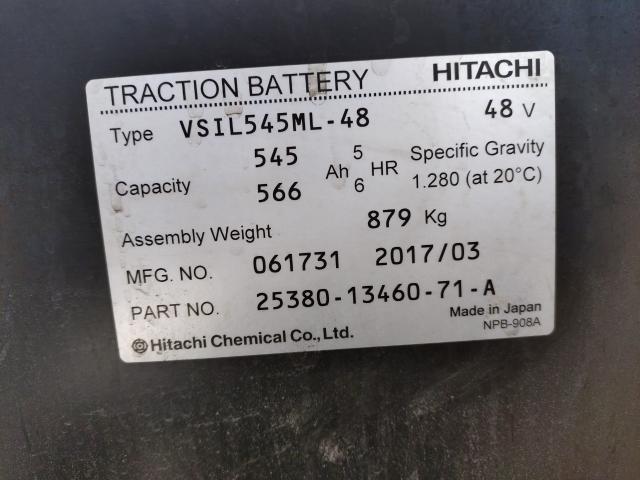 TRACTION BATTERY HITACHI
Type VSIL545ML-48 48 V
Capacity 545 Ah 5 HR Specific Gravity
566 6 1.280 (at 20°C)
Assembly Weight 879 Kg
MFG. NO. 061731 2017/03
PART NO. 25380-13460-71-A Made in Japan
Hitachi Chemical Co., Ltd. NPB-908A